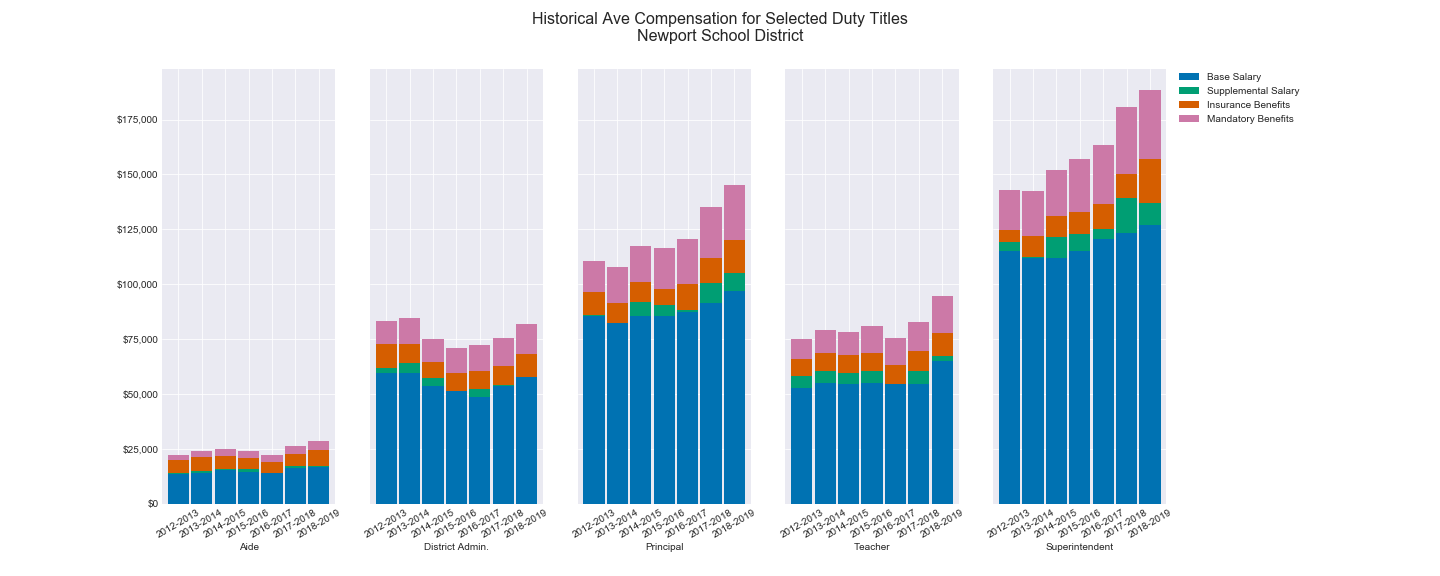 Historical Ave Compensation for Selected Duty Titles
Newport School District
Base Salary
Supplemental Salary
Insurance Benefits
Mandatory Benefits
$175,000
$150,000
$125,000
$100,000
$75,000
$50,000
$25,000
$0
2012-2013 2013-2014 2014-2015 2015-2016 2016-2017 2017-2018 2018-2019
Aide
2012-2013 2013-2014 2014-2015 2015-2016 2016-2017 2017-2018 2018-2019
District Admin.
2012-2013 2013-2014 2014-2015 2015-2016 2016-2017 2017-2018 2018-2019
Principal
2012-2013 2013-2014 2014-2015 2015-2016 2016-2017 2017-2018 2018-2019
Teacher
2012-2013 2013-2014 2014-2015 2015-2016 2016-2017 2017-2018 2018-2019
Superintendent